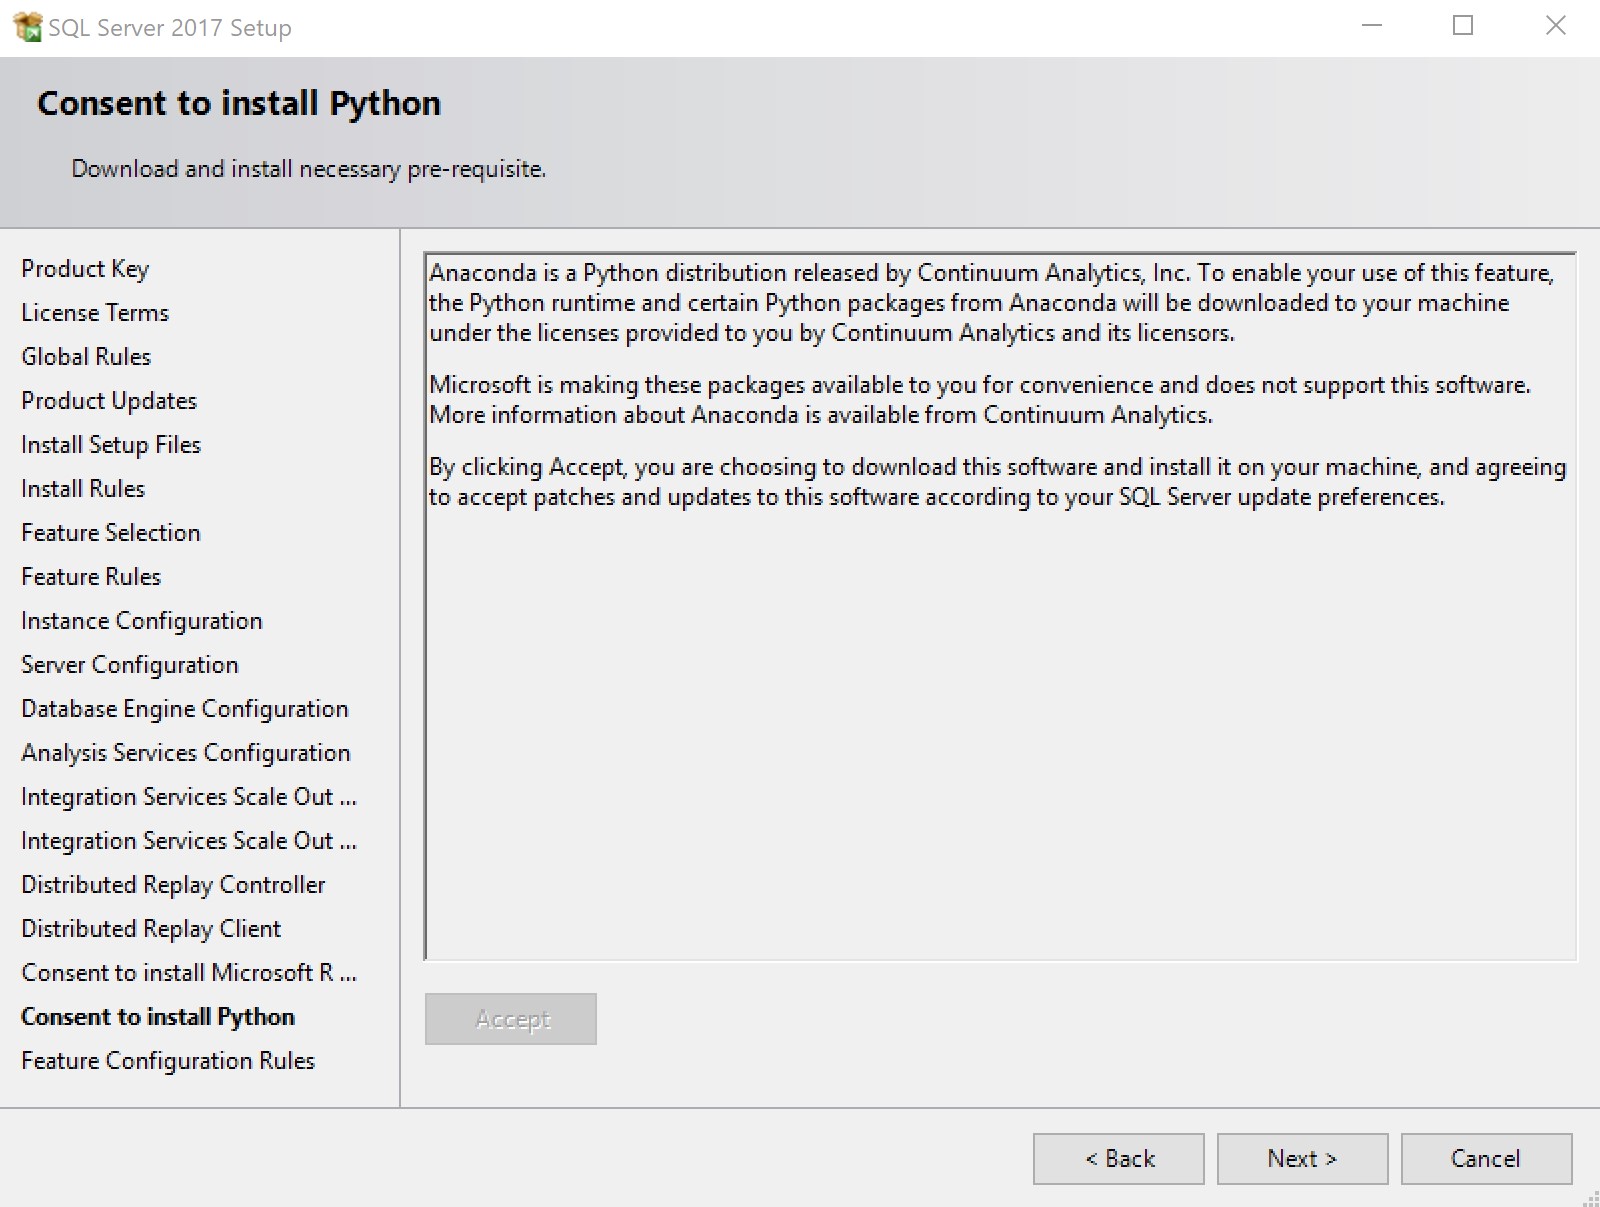 SQL Server 2017 Setup
Consent to install Python
Download and install necessary pre-requisite.
Product Key
License Terms
Global Rules
Product Updates
Install Setup Files
Install Rules
Feature Selection
Feature Rules
Instance Configuration
Server Configuration
Database Engine Configuration
Analysis Services Configuration
Integration Services Scale Out ...
Integration Services Scale Out ...
Distributed Replay Controller
Distributed Replay Client
Consent to install Microsoft R ...
Consent to install Python
Feature Configuration Rules
Anaconda is a Python distribution released by Continuum Analytics, Inc. To enable your use of this feature,
the Python runtime and certain Python packages from Anaconda will be downloaded to your machine
under the licenses provided to you by Continuum Analytics and its licensors.
Microsoft is making these packages available to you for convenience and does not support this software.
More information about Anaconda is available from Continuum Analytics.
By clicking Accept, you are choosing to download this software and install it on your machine, and agreeing
to accept patches and updates to this software according to your SQL Server update preferences.
Accept
< Back
Next >
Cancel